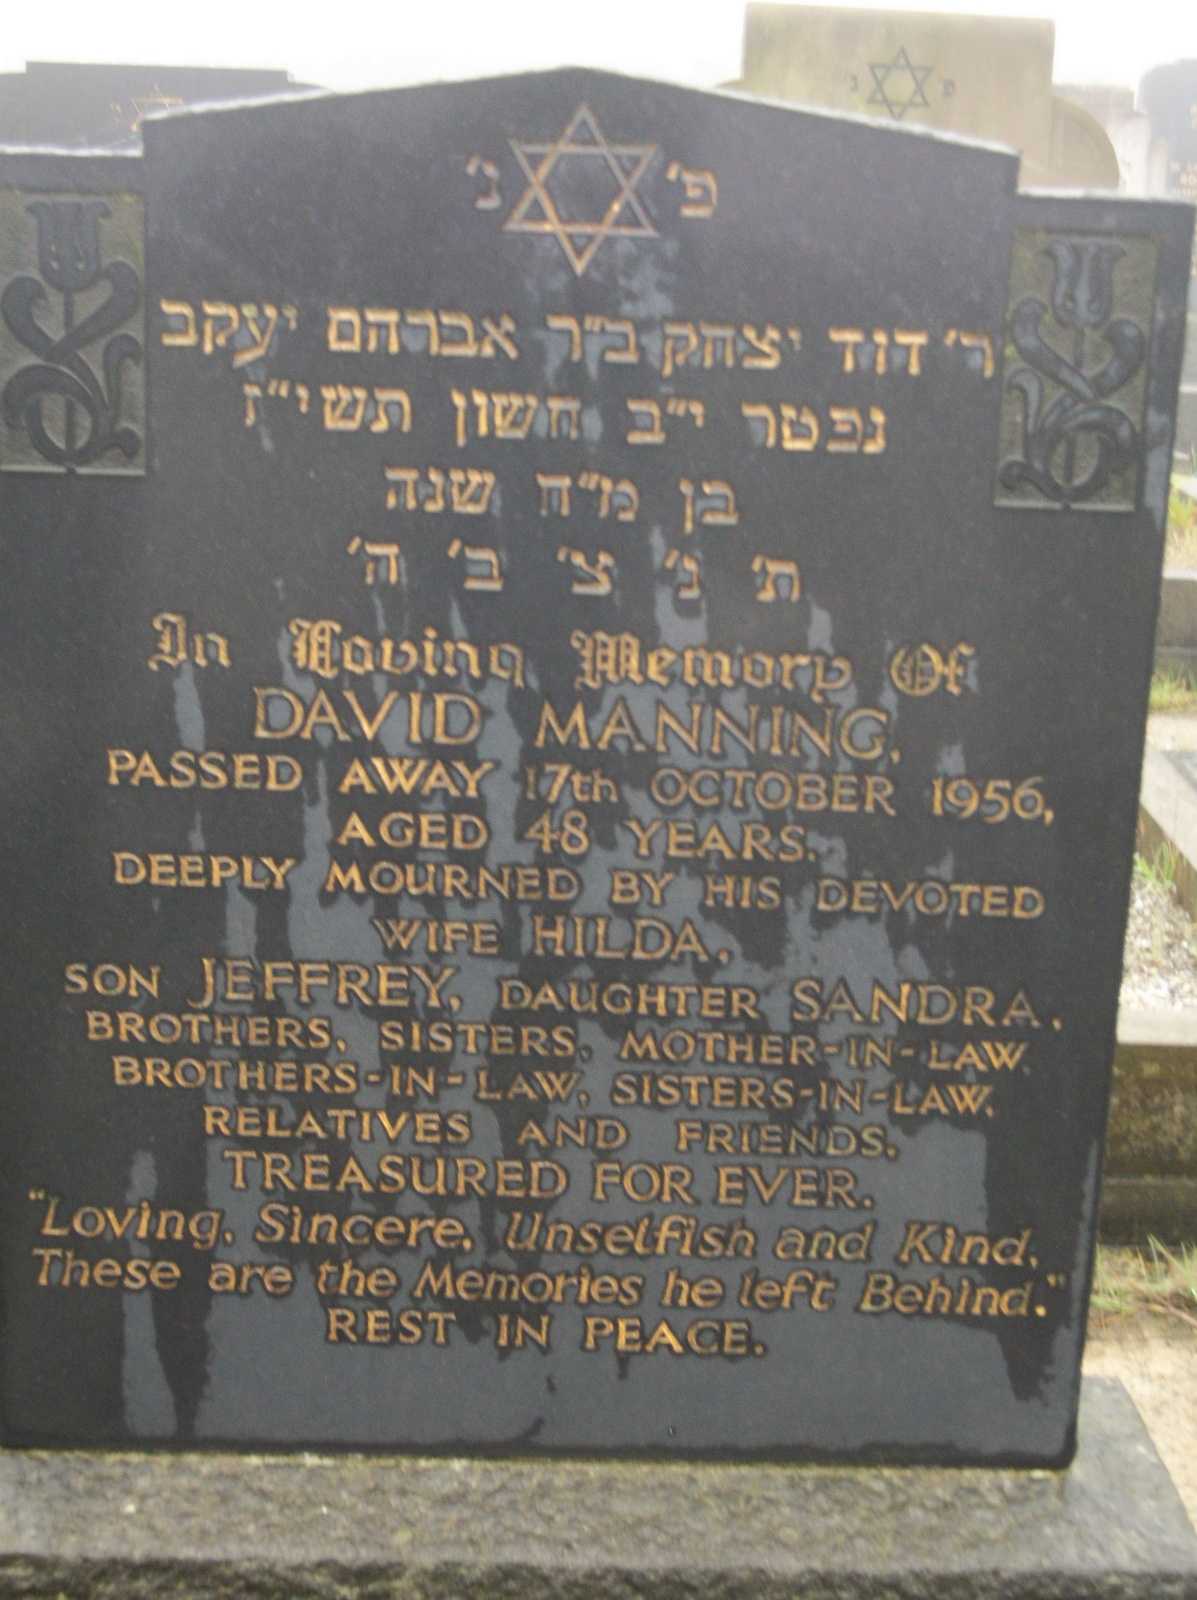 פ' נ'
ר' דוד יצחק ב"ר אברהם יעקב
נפטר י"ב חשון תשי"ז
בן מ"ח שנה
ת' נ' צ' ב' ה'
In Loving Memory Of
DAVID MANNING,
PASSED AWAY 17th OCTOBER 1956,
AGED 48 YEARS.
DEEPLY MOURNED BY HIS DEVOTED
WIFE HILDA,
SON JEFFREY, DAUGHTER SANDRA,
BROTHERS, SISTERS, MOTHER-IN-LAW,
BROTHERS-IN-LAW, SISTERS-IN-LAW,
RELATIVES AND FRIENDS.
TREASURED FOR EVER.
"Loving, Sincere, Unselfish and Kind,
These are the Memories he left Behind."
REST IN PEACE.